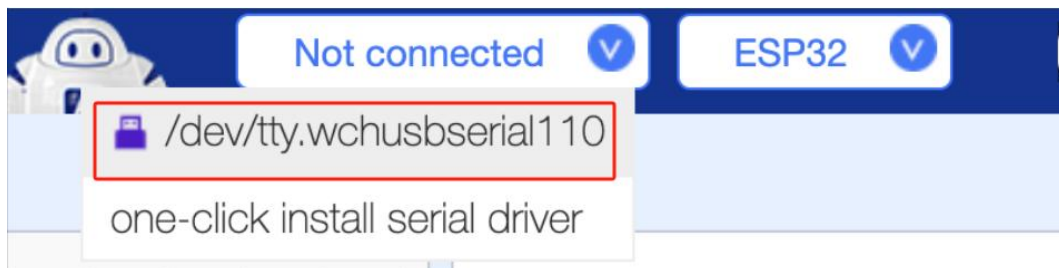 Not connected
ESP32
/dev/tty.wchusbserial110
one-click install serial driver